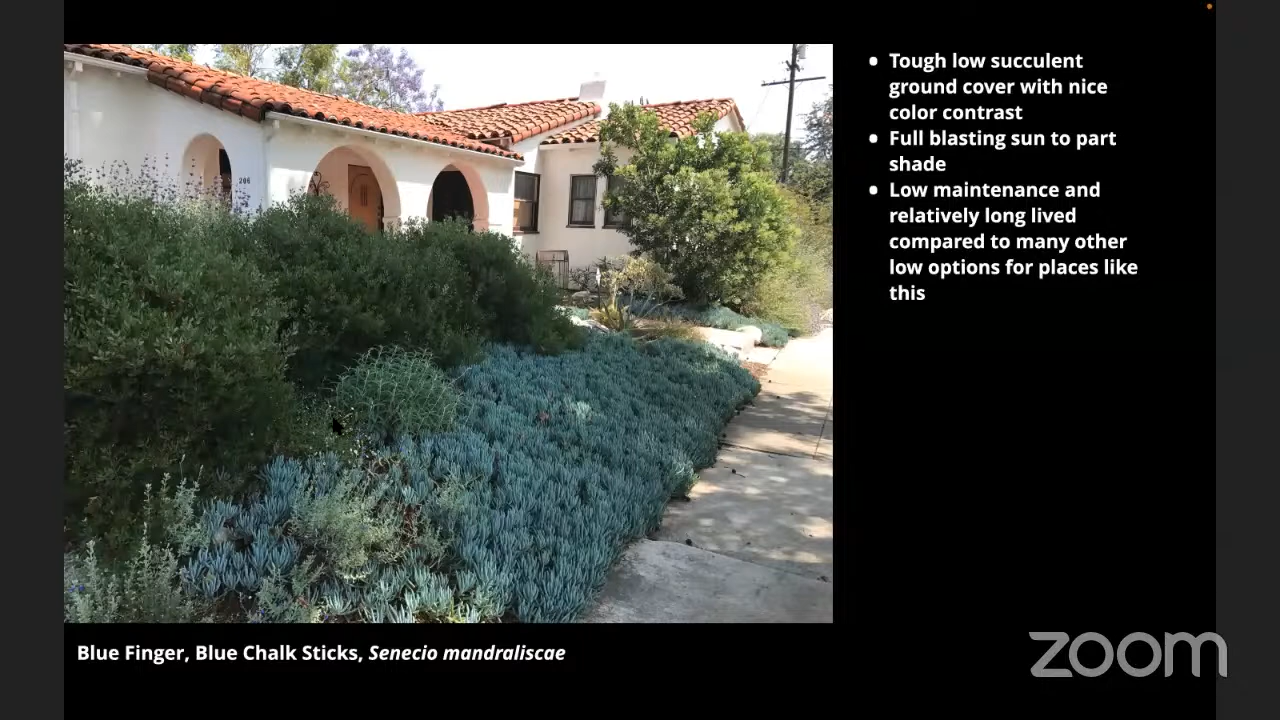 206
• Tough low succulent
ground cover with nice
color contrast
• Full blasting sun to part
shade
• Low maintenance and
relatively long lived
compared to many other
low options for places like
this
Blue Finger, Blue Chalk Sticks, Senecio mandraliscae
zoom